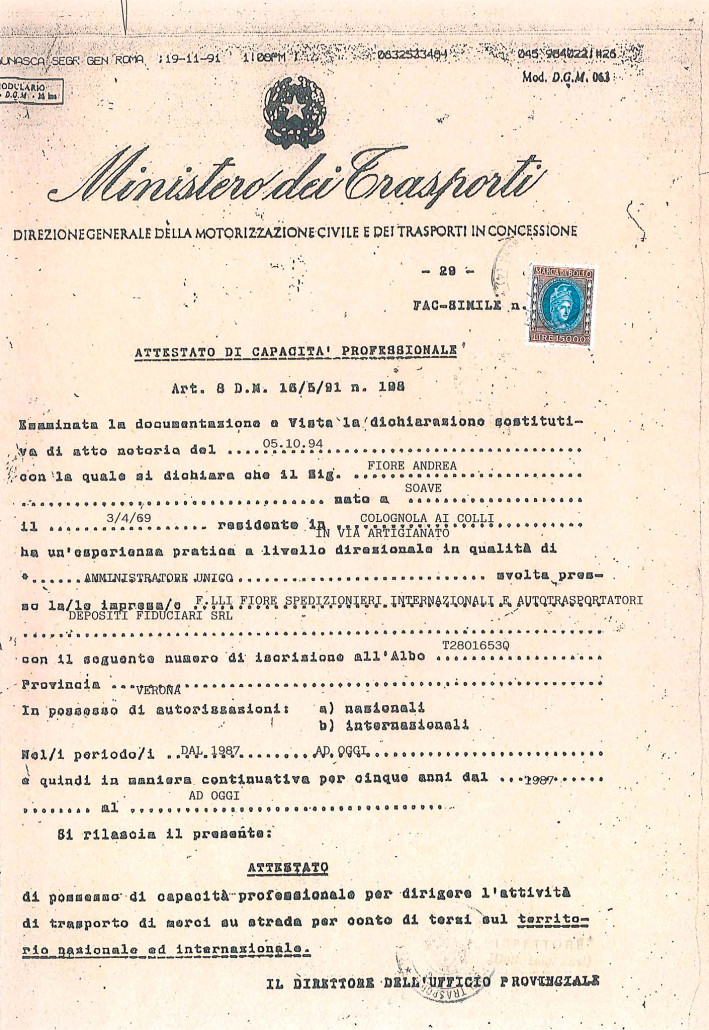 SEGR GEN ROMA ;19-11-91 1:08PM ;
Mod. D.G.M. 063
MODULARIO
D.G.M. - 36 bis
Ministero dei Trasporti
DIREZIONE GENERALE DELLA MOTORIZZAZIONE CIVILE E DEI TRASPORTI IN CONCESSIONE
- 29 -
FAC-SIMILE n.
MARCA DA BOLLO
LIRE 15000
ATTESTATO DI CAPACITA' PROFESSIONALE
Art. 8 D.M. 16/5/91 n. 198
Esaminata la documentazione e Vista la dichiarazione sostituti-
va di atto notorio del 05.10.94
con la quale si dichiara che il Sig. FIORE ANDREA
nato a SOAVE
il 3/4/69 residente in COLOGNOLA AI COLLI
IN VIA ARTIGIANATO
ha un'esperienza pratica a livello direzionale in qualità di
*AMMINISTRATORE UNICO svolta pres-
so la/le impresa/e F.LLI FIORE SPEDIZIONIERI INTERNAZIONALI E AUTOTRASPORTATORI
DEPOSITI FIDUCIARI SRL
con il seguente numero di iscrizione all'Albo T2801653Q
Provincia VERONA
In possesso di autorizzazioni: a) nazionali
b) internazionali
Nel/i periodo/i DAL 1987 AD OGGI
e quindi in maniera continuativa per cinque anni dal 1987
al AD OGGI
Si rilascia il presente:
ATTESTATO
di possesso di capacità professionale per dirigere l'attività
di trasporto di merci su strada per conto di terzi sul territo-
rio nazionale ed internazionale.
IL DIRETTORE DELL'UFFICIO PROVINCIALE